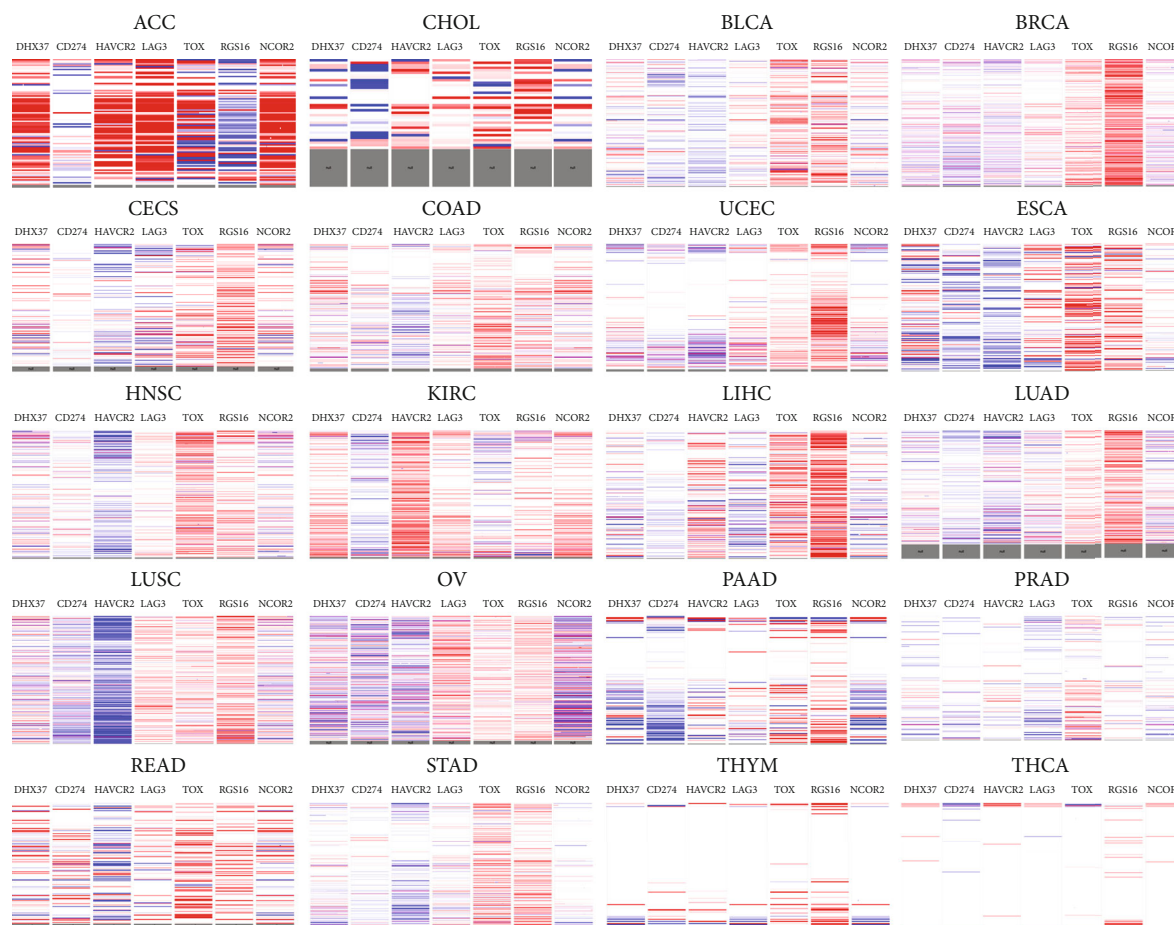 ACC CHOL BLCA BRCA
DHX37 CD274 HAVCR2 LAG3 TOX RGS16 NCOR2 DHX37 CD274 HAVCR2 LAG3 TOX RGS16 NCOR2 DHX37 CD274 HAVCR2 LAG3 TOX RGS16 NCOR2 DHX37 CD274 HAVCR2 LAG3 TOX RGS16 NCOR2
CECS COAD UCEC ESCA
DHX37 CD274 HAVCR2 LAG3 TOX RGS16 NCOR2 DHX37 CD274 HAVCR2 LAG3 TOX RGS16 NCOR2 DHX37 CD274 HAVCR2 LAG3 TOX RGS16 NCOR2 DHX37 CD274 HAVCR2 LAG3 TOX RGS16 NCOR2
HNSC KIRC LIHC LUAD
DHX37 CD274 HAVCR2 LAG3 TOX RGS16 NCOR2 DHX37 CD274 HAVCR2 LAG3 TOX RGS16 NCOR2 DHX37 CD274 HAVCR2 LAG3 TOX RGS16 NCOR2 DHX37 CD274 HAVCR2 LAG3 TOX RGS16 NCOR
LUSC OV PAAD PRAD
DHX37 CD274 HAVCR2 LAG3 TOX RGS16 NCOR2 DHX37 CD274 HAVCR2 LAG3 TOX RGS16 NCOR2 DHX37 CD274 HAVCR2 LAG3 TOX RGS16 NCOR2 DHX37 CD274 HAVCR2 LAG3 TOX RGS16 NCOR
READ STAD THYM THCA
DHX37 CD274 HAVCR2 LAG3 TOX RGS16 NCOR2 DHX37 CD274 HAVCR2 LAG3 TOX RGS16 NCOR2 DHX37 CD274 HAVCR2 LAG3 TOX RGS16 NCOR2 DHX37 CD274 HAVCR2 LAG3 TOX RGS16 NCOR